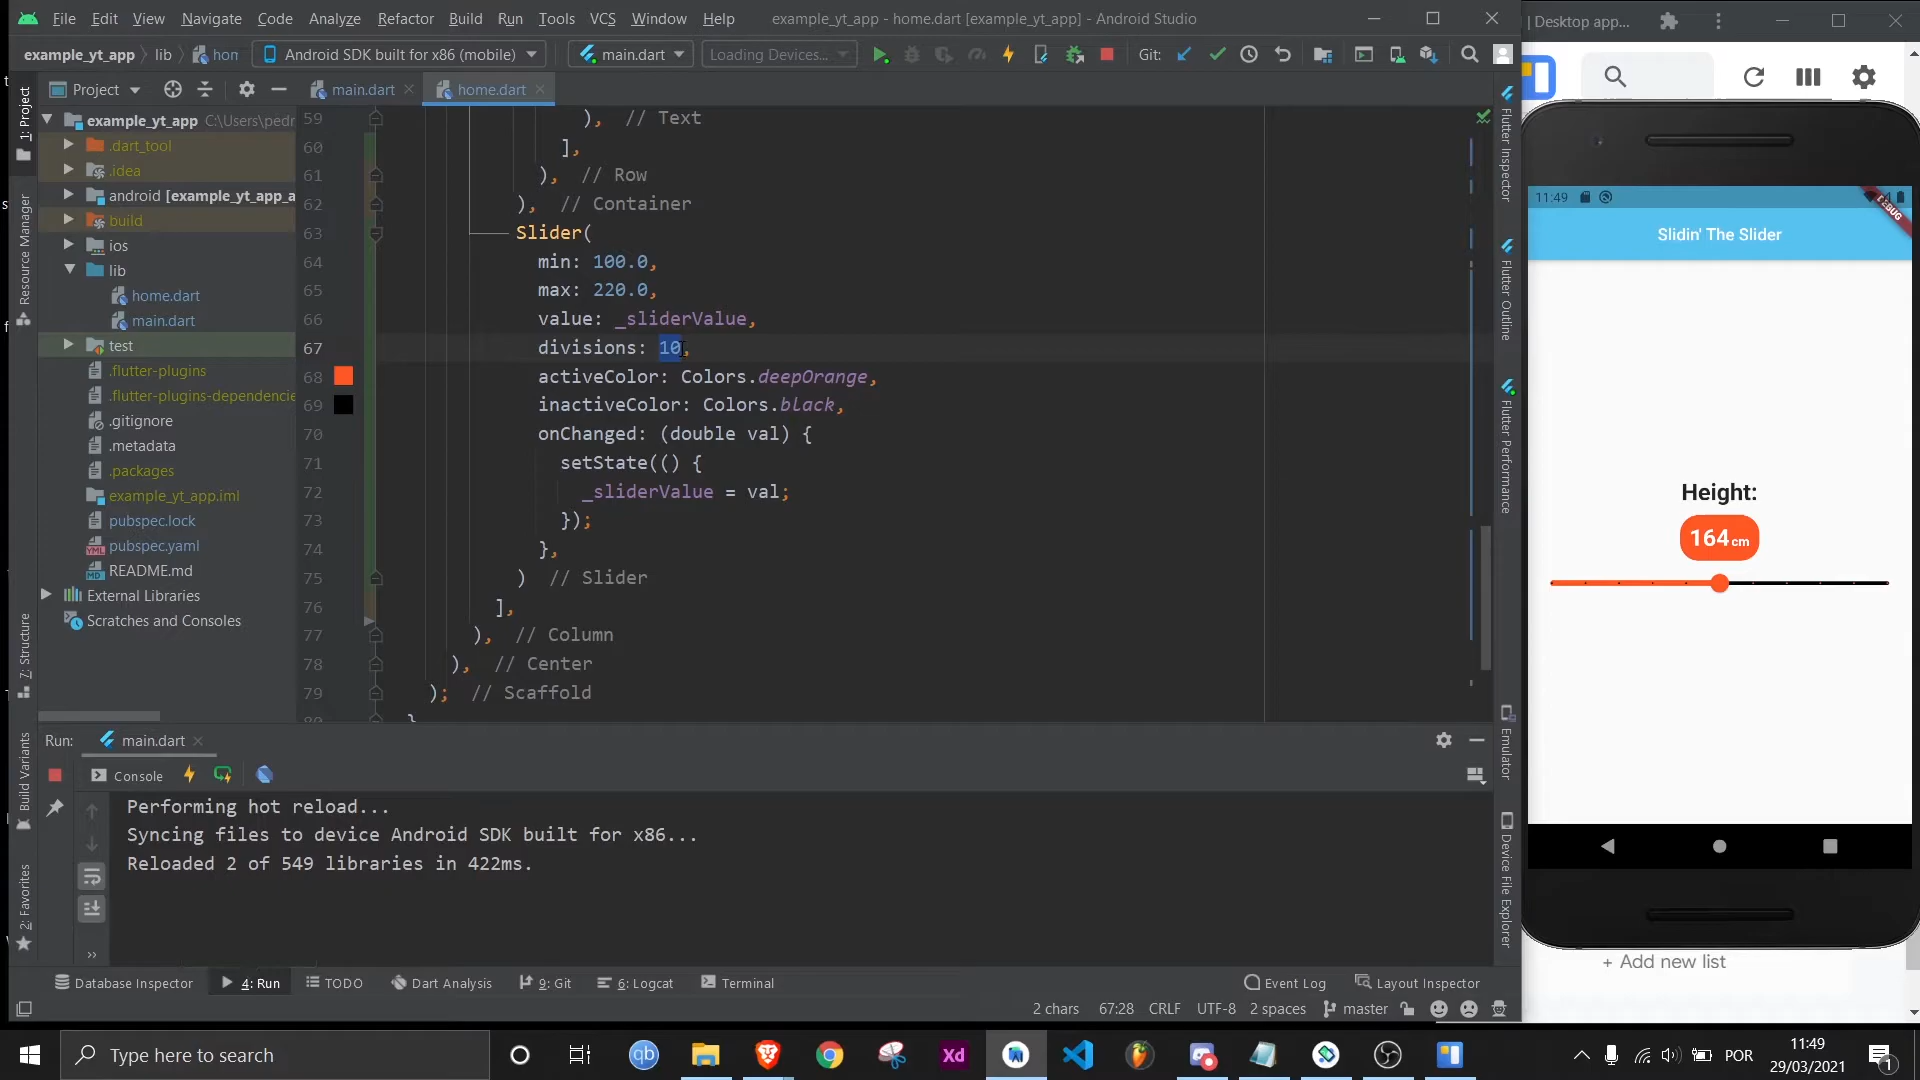 File Edit View Navigate Code Analyze Refactor Build Run Tools VCS Window Help example_yt_app - home.dart [example_yt_app] - Android Studio
| Desktop app...
example_yt_app lib hom Android SDK built for x86 (mobile) main.dart Loading Devices... Git:
Project main.dart home.dart
example_yt_app C:\Users\pedr
.dart_tool
.idea
android [example_yt_app_a
build
ios
lib
home.dart
main.dart
test
.flutter-plugins
.flutter-plugins-dependencie
.gitignore
.metadata
.packages
example_yt_app.iml
pubspec.lock
pubspec.yaml
README.md
External Libraries
Scratches and Consoles
1: Project
Resource Manager
7: Structure
Build Variants
2: Favorites
59 ), // Text
60 ],
61 ), // Row
62 ), // Container
63 Slider(
64 min: 100.0,
65 max: 220.0,
66 value: _sliderValue,
67 divisions: 10,
68 activeColor: Colors.deepOrange,
69 inactiveColor: Colors.black,
70 onChanged: (double val) {
71 setState(() {
72 _sliderValue = val;
73 });
74 },
75 ) // Slider
76 ],
77 ), // Column
78 ), // Center
79 ); // Scaffold
80 }
Flutter Inspector
Flutter Outline
Flutter Performance
Emulator
Device File Explorer
11:49
DEBUG
Slidin' The Slider
Height:
164cm
+ Add new list
Run: main.dart
Console
Performing hot reload...
Syncing files to device Android SDK built for x86...
Reloaded 2 of 549 libraries in 422ms.
Database Inspector 4: Run TODO Dart Analysis 9: Git 6: Logcat Terminal Event Log Layout Inspector
2 chars 67:28 CRLF UTF-8 2 spaces master
Type here to search
Xd
POR
11:49
29/03/2021
1